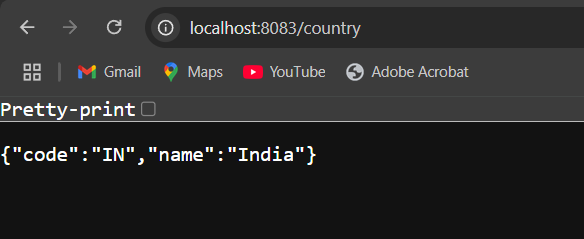 localhost:8083/country
Gmail Maps YouTube Adobe Acrobat
Pretty-print
{"code":"IN","name":"India"}